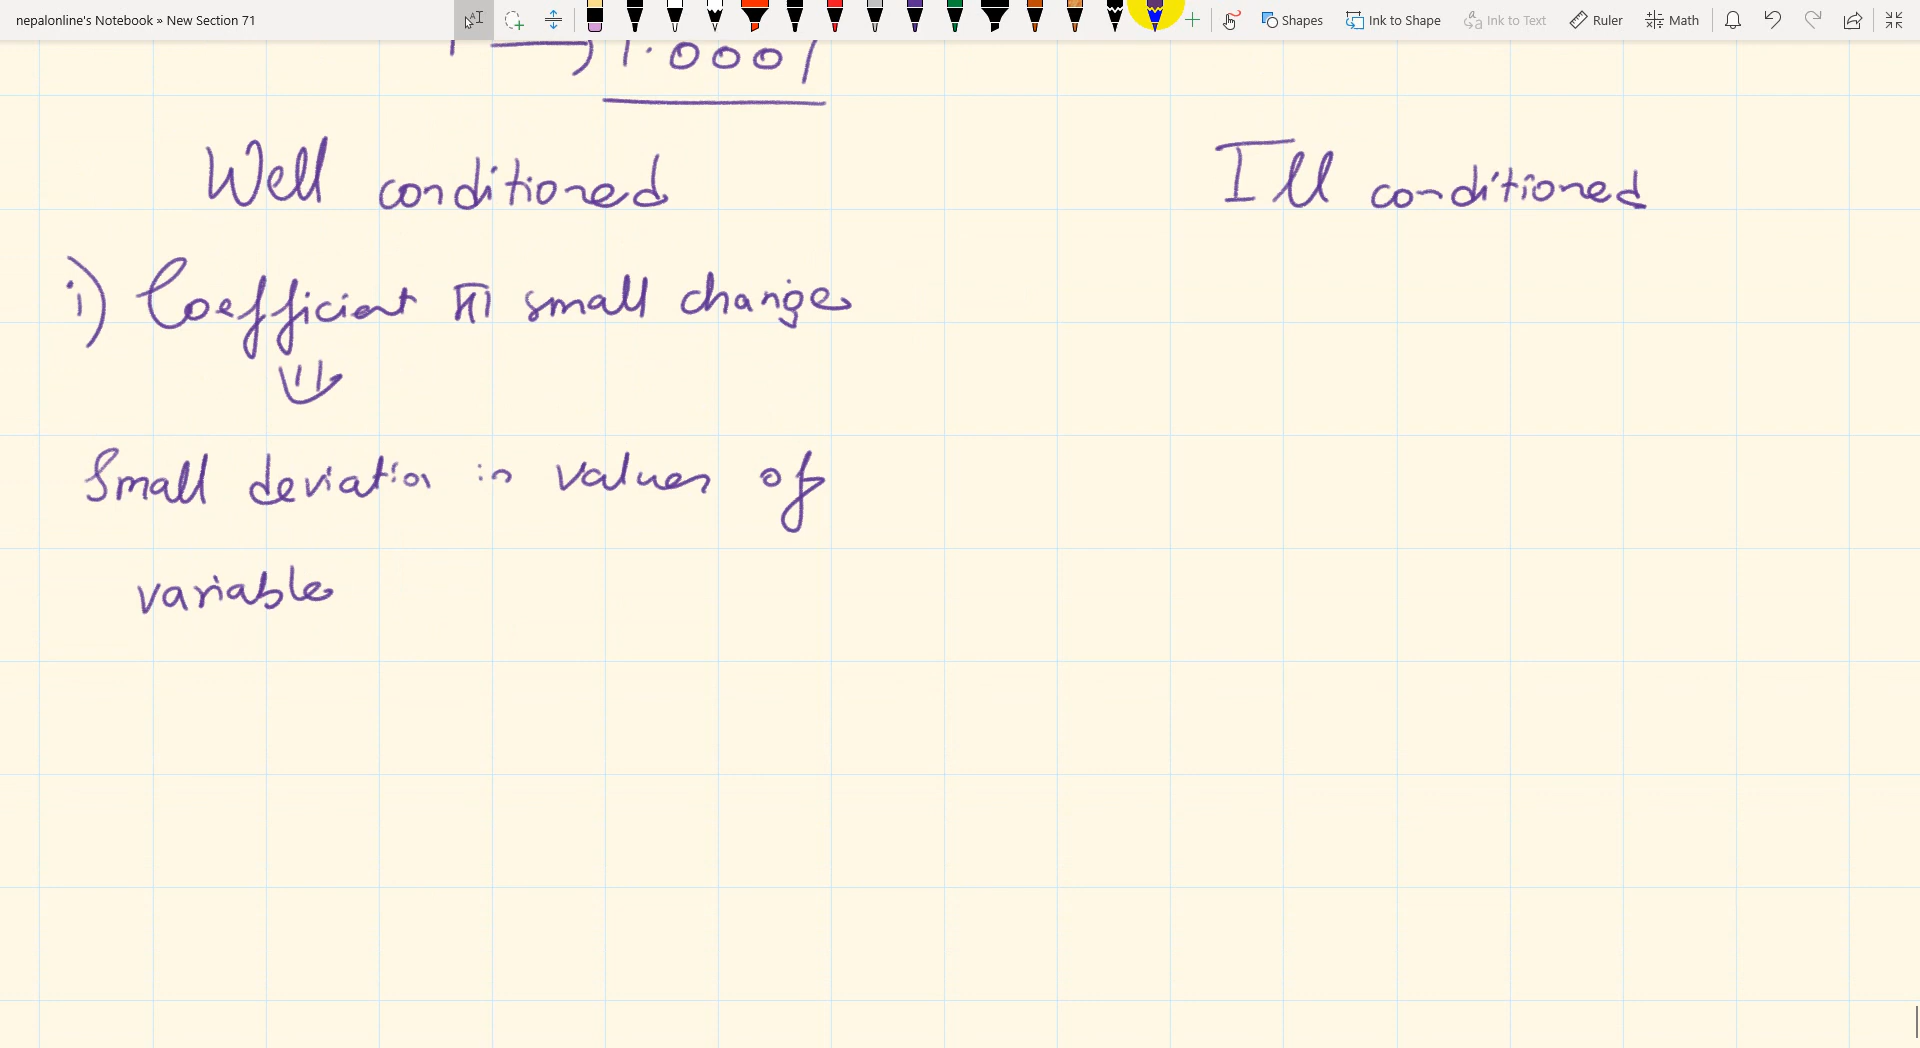 nepalonline's Notebook » New Section 71
Shapes Ink to Shape Ink to Text Ruler Math
1.0001
Well conditioned
Ill conditioned
i) Coefficient मा small change
Small deviation in values of
variable